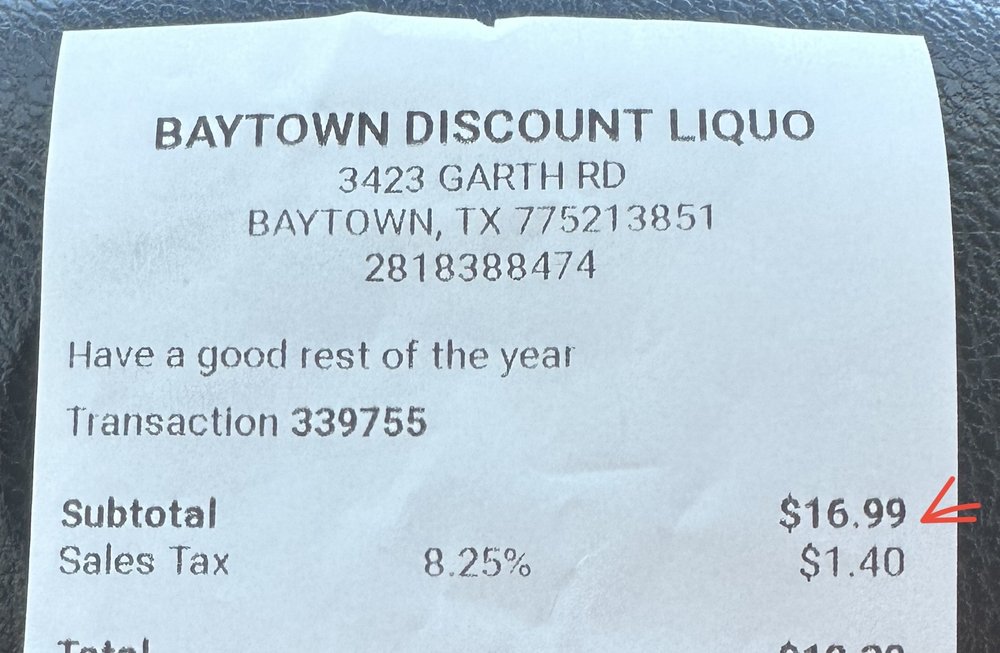 BAYTOWN DISCOUNT LIQUO
3423 GARTH RD
BAYTOWN, TX 775213851
2818388474
Have a good rest of the year
Transaction 339755
Subtotal $16.99
Sales Tax 8.25% $1.40
Total